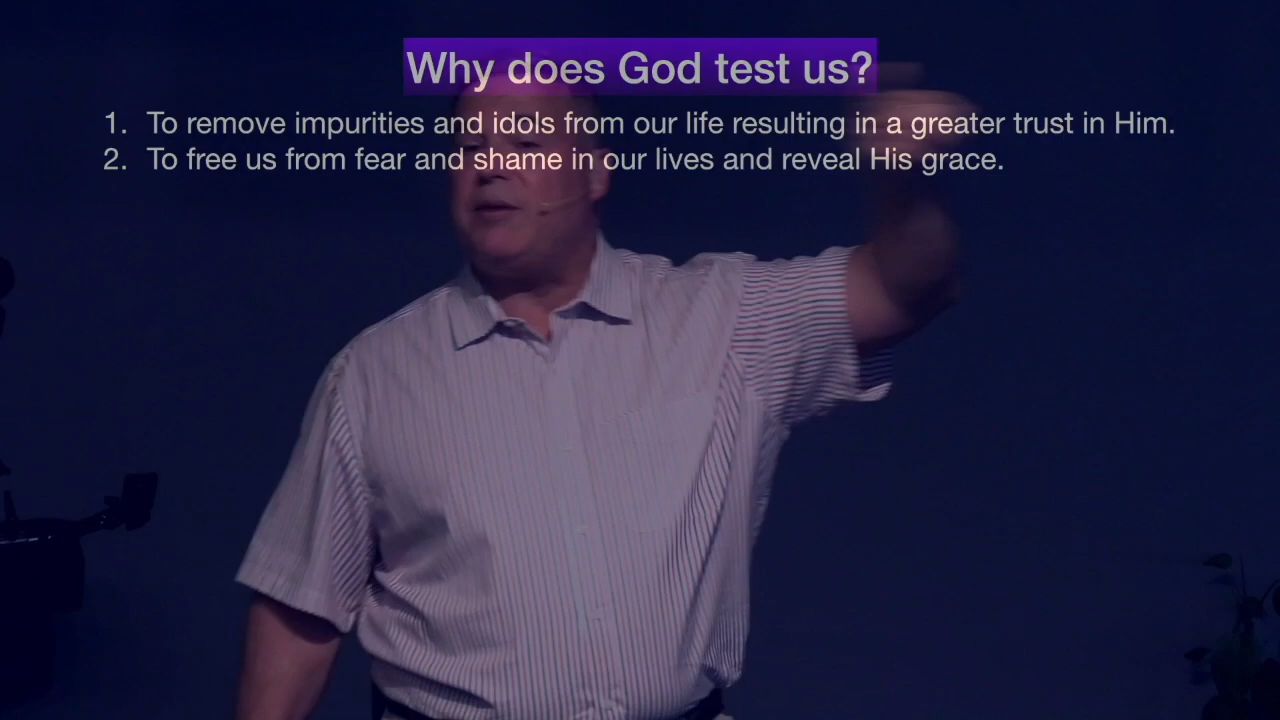 Why does God test us?
1. To remove impurities and idols from our life resulting in a greater trust in Him.
2. To free us from fear and shame in our lives and reveal His grace.